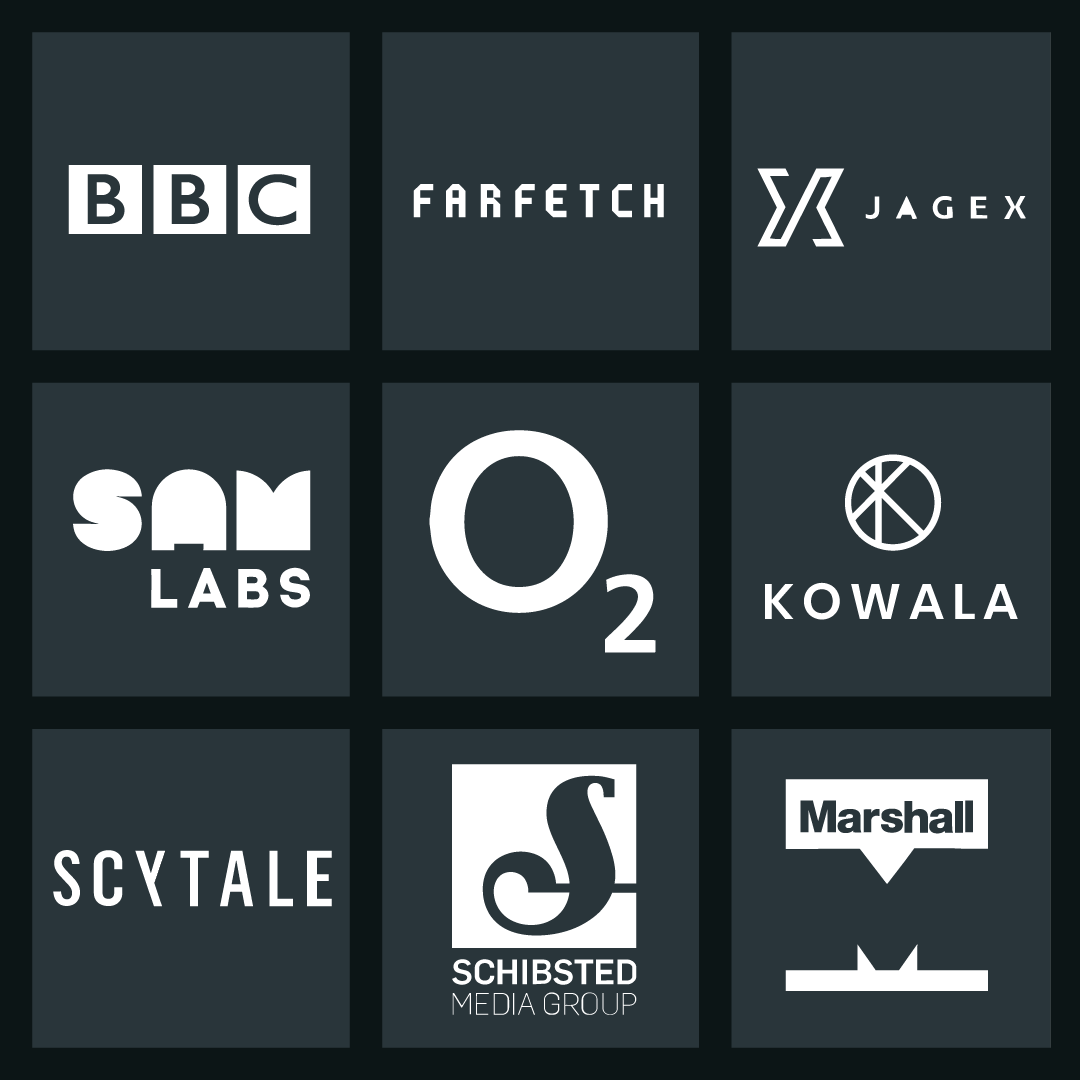 BBC
FARFETCH
JAGEX
SAM
LABS
O2
KOWALA
SCYTALE
SCHIBSTED
MEDIA GROUP
Marshall